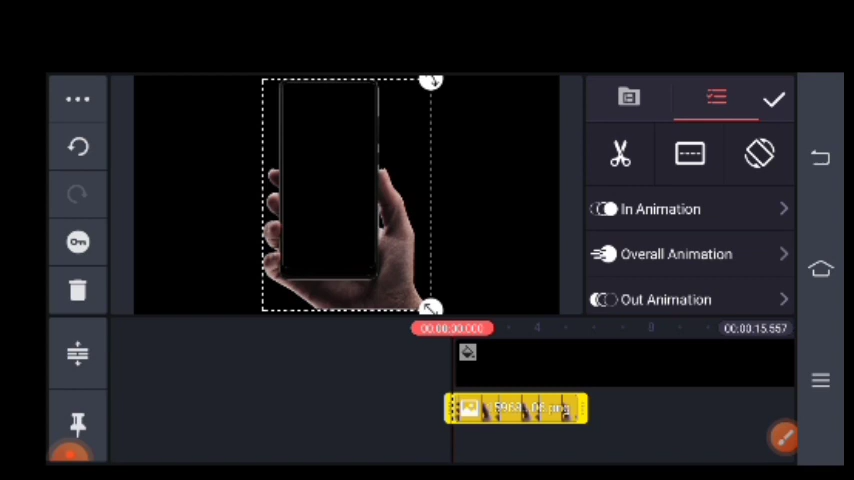 In Animation
Overall Animation
Out Animation
00:00:00.000
4
8
00:00:15.557